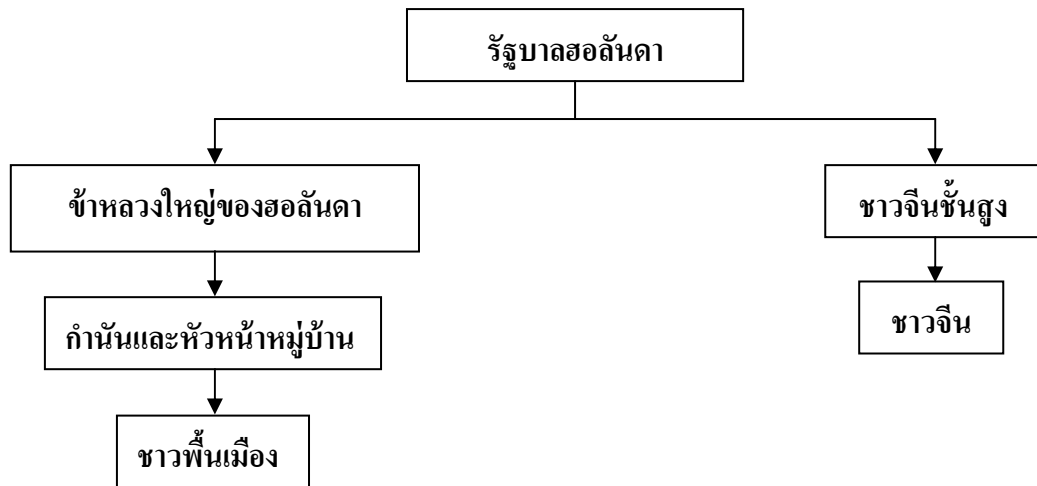 รัฐบาลฮอลันดา
ข้าหลวงใหญ่ของฮอลันดา
ชาวจีนชั้นสูง
กำนันและหัวหน้าหมู่บ้าน
ชาวจีน
ชาวพื้นเมือง